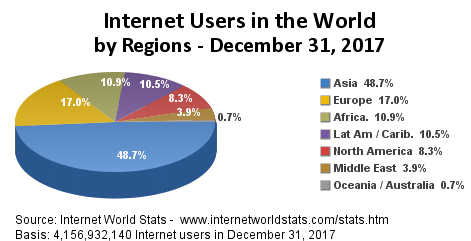 Internet Users in the World
by Regions - December 31, 2017
10.9%
10.5%
17.0%
8.3%
3.9%
0.7%
48.7%
Asia 48.7%
Europe 17.0%
Africa. 10.9%
Lat Am / Carib. 10.5%
North America 8.3%
Middle East 3.9%
Oceania / Australia 0.7%
Source: Internet World Stats - www.internetworldstats.com/stats.htm
Basis: 4,156,932,140 Internet users in December 31, 2017